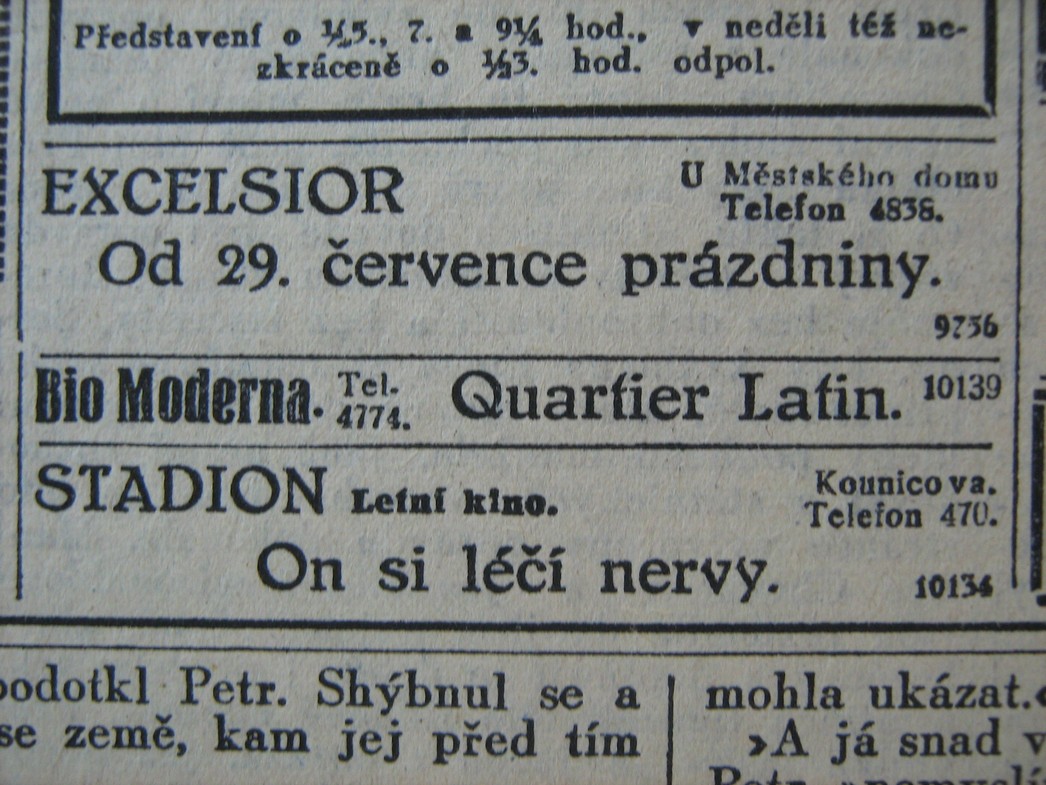 Představení o ½5., 7. a 9¼ hod., v neděli též ne-
zkráceně o ½3. hod. odpol.
EXCELSIOR
U Městského domu
Telefon 4838.
Od 29. července prázdniny.
9756
Bio Moderna. Tel. 4774. Quartier Latin. 10139
STADION Letní kino.
Kounicova.
Telefon 470.
On si léčí nervy.
10134
podotkl Petr. Shýbnul se a
se země, kam jej před tím
mohla ukázat.«
»A já snad v
Petr